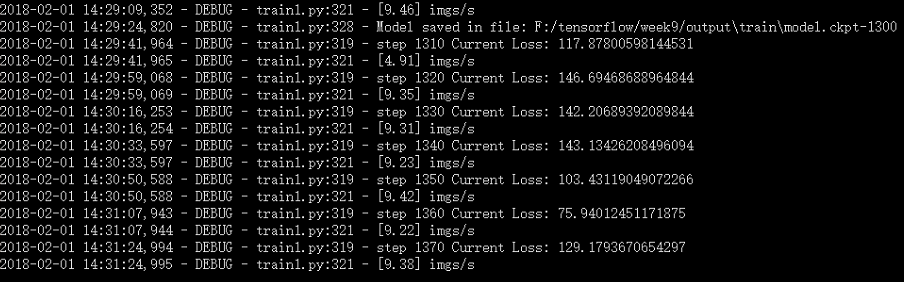 2018-02-01 14:29:09,352 - DEBUG - train1.py:321 - [9.46] imgs/s
2018-02-01 14:29:24,820 - DEBUG - train1.py:328 - Model saved in file: F:/tensorflow/week9/output\train\model.ckpt-1300
2018-02-01 14:29:41,964 - DEBUG - train1.py:319 - step 1310 Current Loss: 117.87800598144531
2018-02-01 14:29:41,965 - DEBUG - train1.py:321 - [4.91] imgs/s
2018-02-01 14:29:59,068 - DEBUG - train1.py:319 - step 1320 Current Loss: 146.69468688964844
2018-02-01 14:29:59,069 - DEBUG - train1.py:321 - [9.35] imgs/s
2018-02-01 14:30:16,253 - DEBUG - train1.py:319 - step 1330 Current Loss: 142.20689392089844
2018-02-01 14:30:16,254 - DEBUG - train1.py:321 - [9.31] imgs/s
2018-02-01 14:30:33,597 - DEBUG - train1.py:319 - step 1340 Current Loss: 143.13426208496094
2018-02-01 14:30:33,597 - DEBUG - train1.py:321 - [9.23] imgs/s
2018-02-01 14:30:50,588 - DEBUG - train1.py:319 - step 1350 Current Loss: 103.43119049072266
2018-02-01 14:30:50,588 - DEBUG - train1.py:321 - [9.42] imgs/s
2018-02-01 14:31:07,943 - DEBUG - train1.py:319 - step 1360 Current Loss: 75.94012451171875
2018-02-01 14:31:07,944 - DEBUG - train1.py:321 - [9.22] imgs/s
2018-02-01 14:31:24,994 - DEBUG - train1.py:319 - step 1370 Current Loss: 129.1793670654297
2018-02-01 14:31:24,995 - DEBUG - train1.py:321 - [9.38] imgs/s